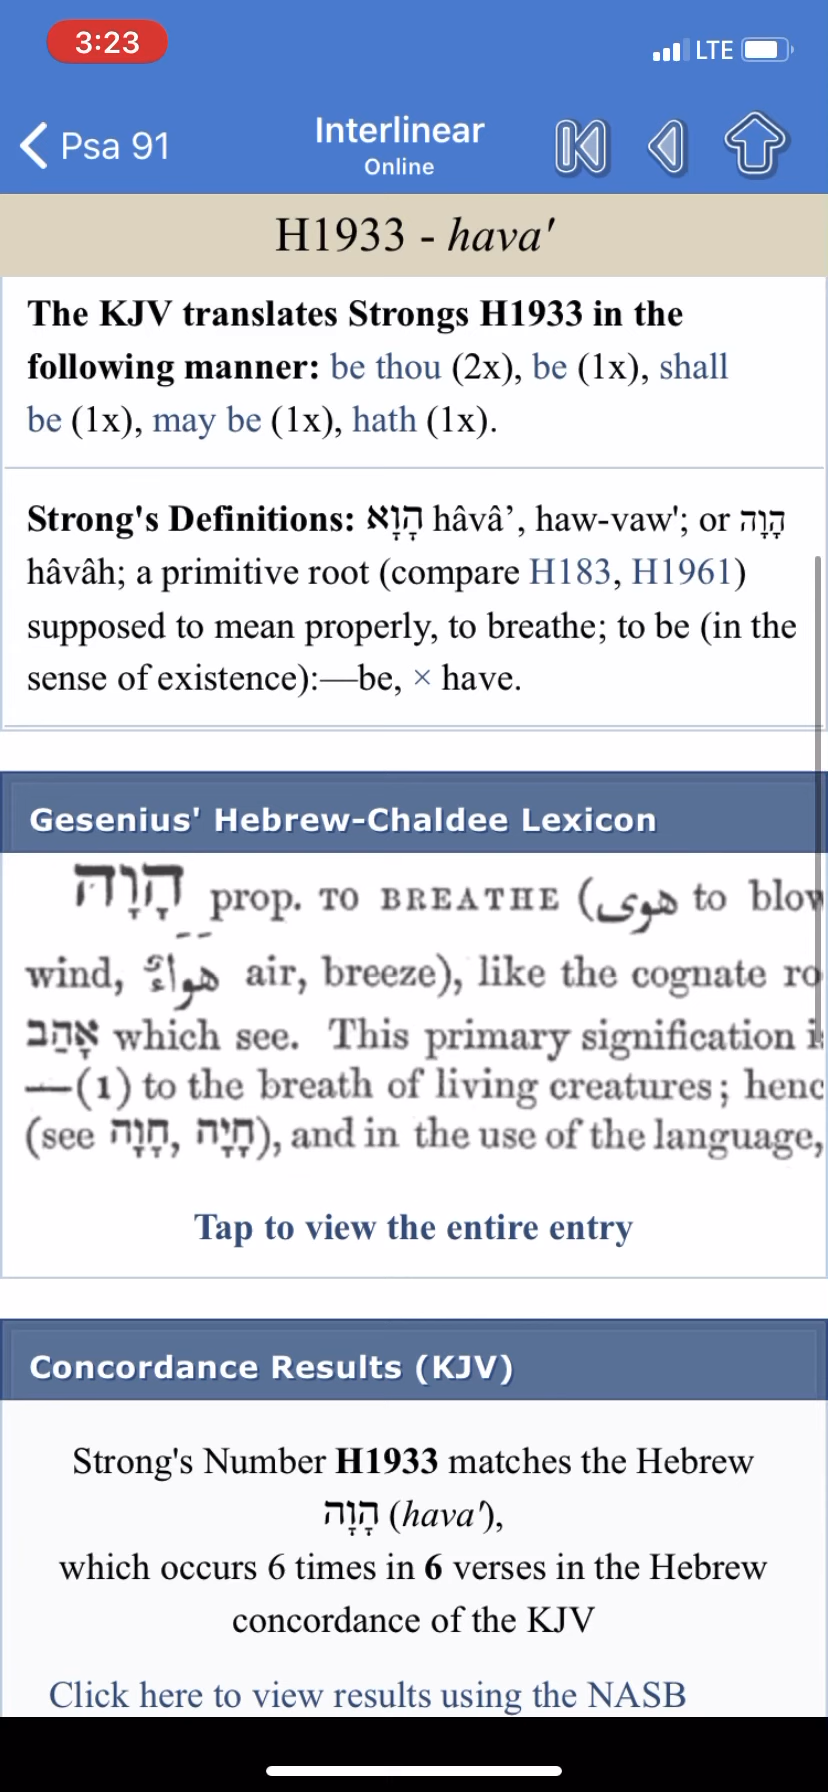 3:23
LTE
Psa 91
Interlinear
Online
H1933 - hava'
The KJV translates Strongs H1933 in the
following manner: be thou (2x), be (1x), shall
be (1x), may be (1x), hath (1x).
Strong's Definitions: הָוָא hâvâʼ, haw-vaw'; or הָוָה
hâvâh; a primitive root (compare H183, H1961)
supposed to mean properly, to breathe; to be (in the
sense of existence):—be, × have.
Gesenius' Hebrew-Chaldee Lexicon
הָוָה prop. TO BREATHE (هوى to blow
wind, هواءٌ air, breeze), like the cognate ro
אָהַב which see. This primary signification i
—(1) to the breath of living creatures; henc
(see חָוָה, חָיָה), and in the use of the language,
Tap to view the entire entry
Concordance Results (KJV)
Strong's Number H1933 matches the Hebrew
הָוָה (hava'),
which occurs 6 times in 6 verses in the Hebrew
concordance of the KJV
Click here to view results using the NASB